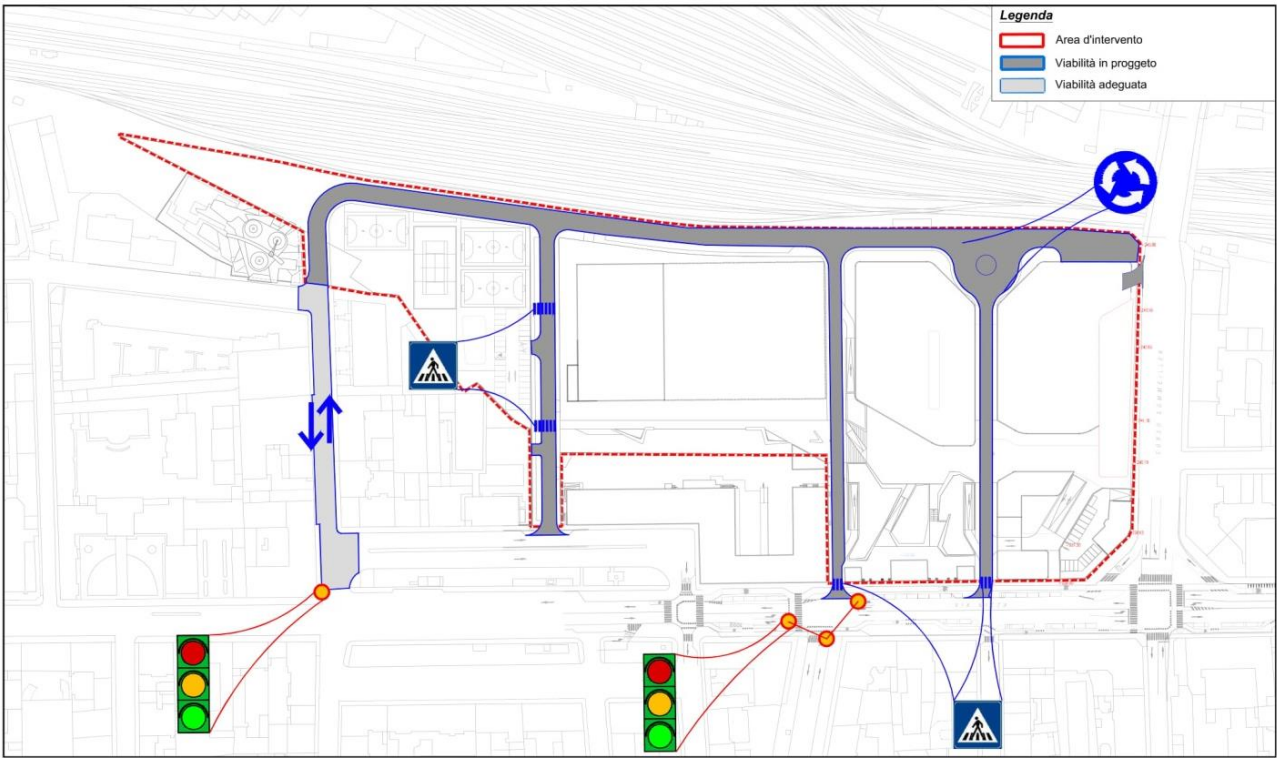 Legenda
Area d'intervento
Viabilità in proggeto
Viabilità adeguata